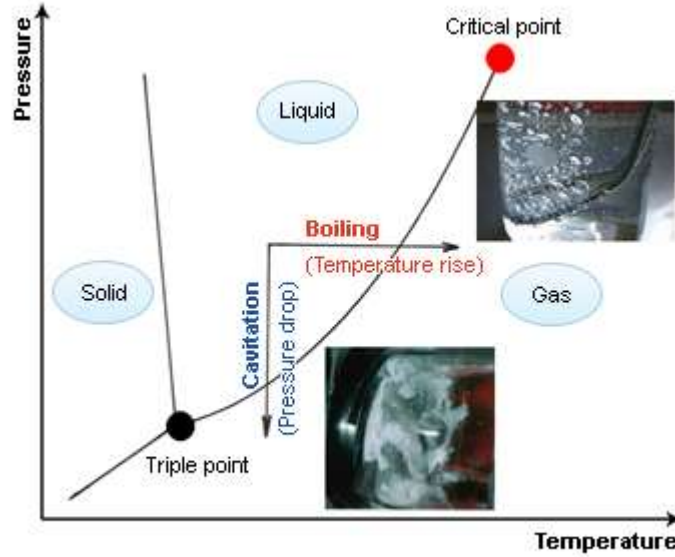 Critical point
Pressure
Liquid
Boiling
(Temperature rise)
Solid
Gas
Cavitation
(Pressure drop)
Triple point
Temperature